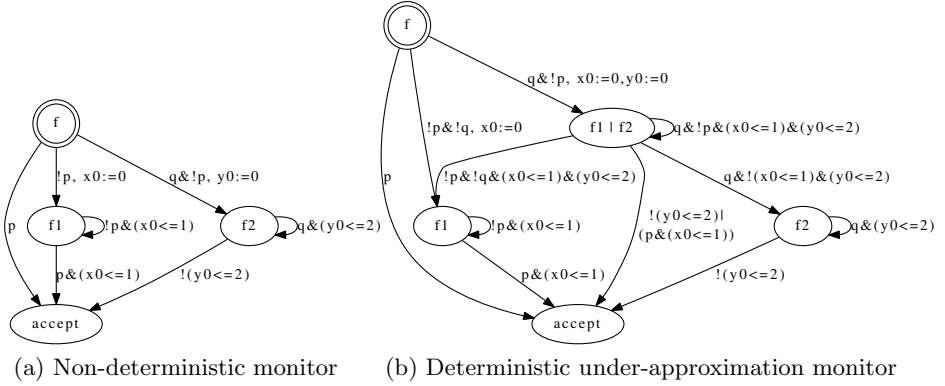 f
q&!p, x0:=0,y0:=0
f
f1 | f2
q&!p&(x0<=1)&(y0<=2)
!p&!q, x0:=0
!p, x0:=0
q&!p, y0:=0
p
!p&!q&(x0<=1)&(y0<=2)
q&!(x0<=1)&(y0<=2)
p
f1
!p&(x0<=1)
f2
q&(y0<=2)
f1
!p&(x0<=1)
!(y0<=2)|
(p&(x0<=1))
f2
q&(y0<=2)
p&(x0<=1)
!(y0<=2)
p&(x0<=1)
!(y0<=2)
accept
accept
(a) Non-deterministic monitor
(b) Deterministic under-approximation monitor